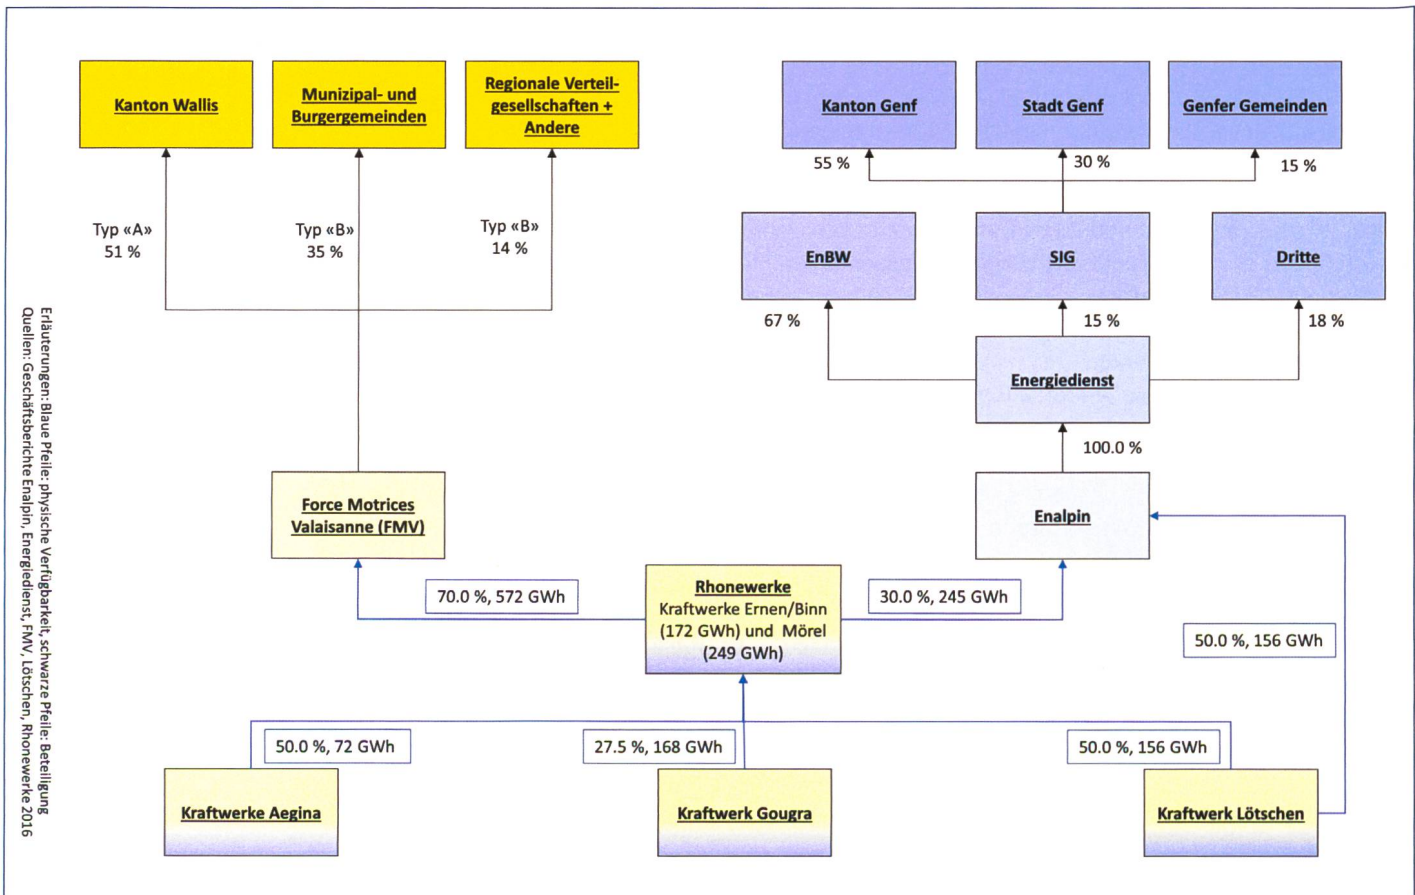 Kanton Wallis
Munizipal- und
Burgergemeinden
Regionale Verteil-
gesellschaften +
Andere
Kanton Genf
Stadt Genf
Genfer Gemeinden
55 %
30 %
15 %
Typ «A»
51 %
Typ «B»
35 %
Typ «B»
14 %
EnBW
SIG
Dritte
67 %
15 %
18 %
Energiedienst
100.0 %
Force Motrices
Valaisanne (FMV)
Enalpin
70.0 %, 572 GWh
Rhonewerke
Kraftwerke Ernen/Binn
(172 GWh) und Mörel
(249 GWh)
30.0 %, 245 GWh
50.0 %, 156 GWh
50.0 %, 72 GWh
27.5 %, 168 GWh
50.0 %, 156 GWh
Kraftwerke Aegina
Kraftwerk Gougra
Kraftwerk Lötschen
Erläuterungen: Blaue Pfeile: physische Verfügbarkeit, schwarze Pfeile: Beteiligung
Quellen: Geschäftsberichte Enalpin, Energiedienst, FMV, Lötschen, Rhonewerke 2016